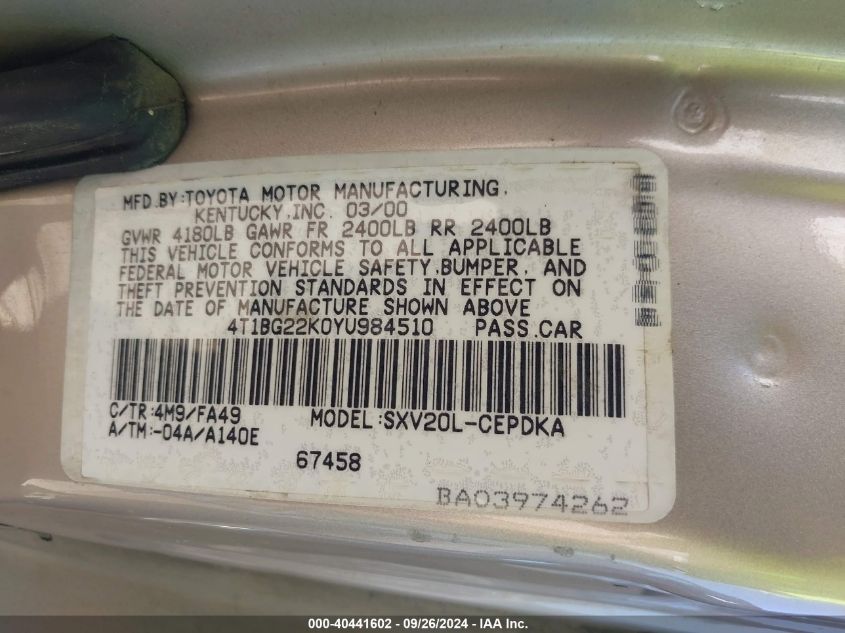 MFD.BY:TOYOTA MOTOR MANUFACTURING,
KENTUCKY,INC. 03/00
GVWR 4180LB GAWR FR 2400LB RR 2400LB
THIS VEHICLE CONFORMS TO ALL APPLICABLE
FEDERAL MOTOR VEHICLE SAFETY,BUMPER, AND
THEFT PREVENTION STANDARDS IN EFFECT ON
THE DATE OF MANUFACTURE SHOWN ABOVE
4T1BG22K0YU984510 PASS.CAR
C/TR:4M9/FA49 MODEL:SXV20L-CEPDKA
A/TM:-04A/A140E
67458
BA03974262
000-40441602 / 09/26/2024 - IAA Inc.